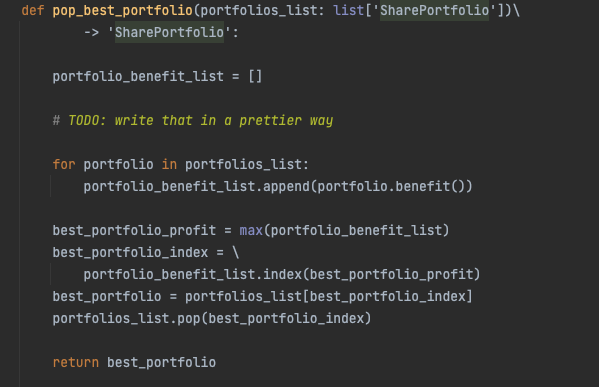 def pop_best_portfolio(portfolios_list: list['SharePortfolio'])\
        -> 'SharePortfolio':
    portfolio_benefit_list = []
    # TODO: write that in a prettier way
    for portfolio in portfolios_list:
        portfolio_benefit_list.append(portfolio.benefit())
    best_portfolio_profit = max(portfolio_benefit_list)
    best_portfolio_index = \
        portfolio_benefit_list.index(best_portfolio_profit)
    best_portfolio = portfolios_list[best_portfolio_index]
    portfolios_list.pop(best_portfolio_index)
    return best_portfolio